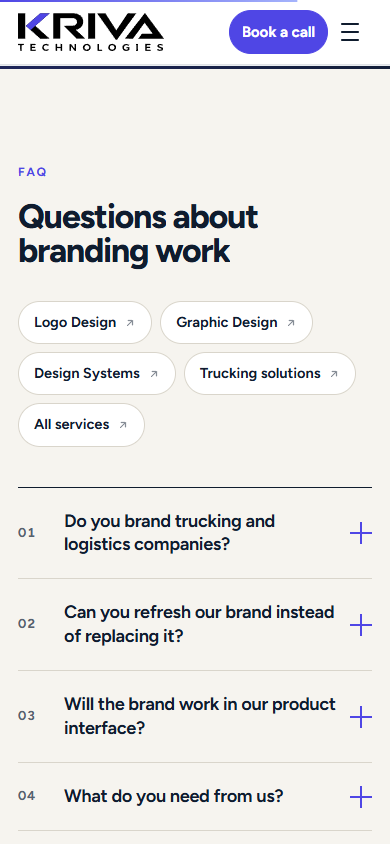 KRIVA
TECHNOLOGIES
Book a call
FAQ
Questions about
branding work
Logo Design ↗
Graphic Design ↗
Design Systems ↗
Trucking solutions ↗
All services ↗
01
Do you brand trucking and
logistics companies?
02
Can you refresh our brand instead
of replacing it?
03
Will the brand work in our product
interface?
04
What do you need from us?